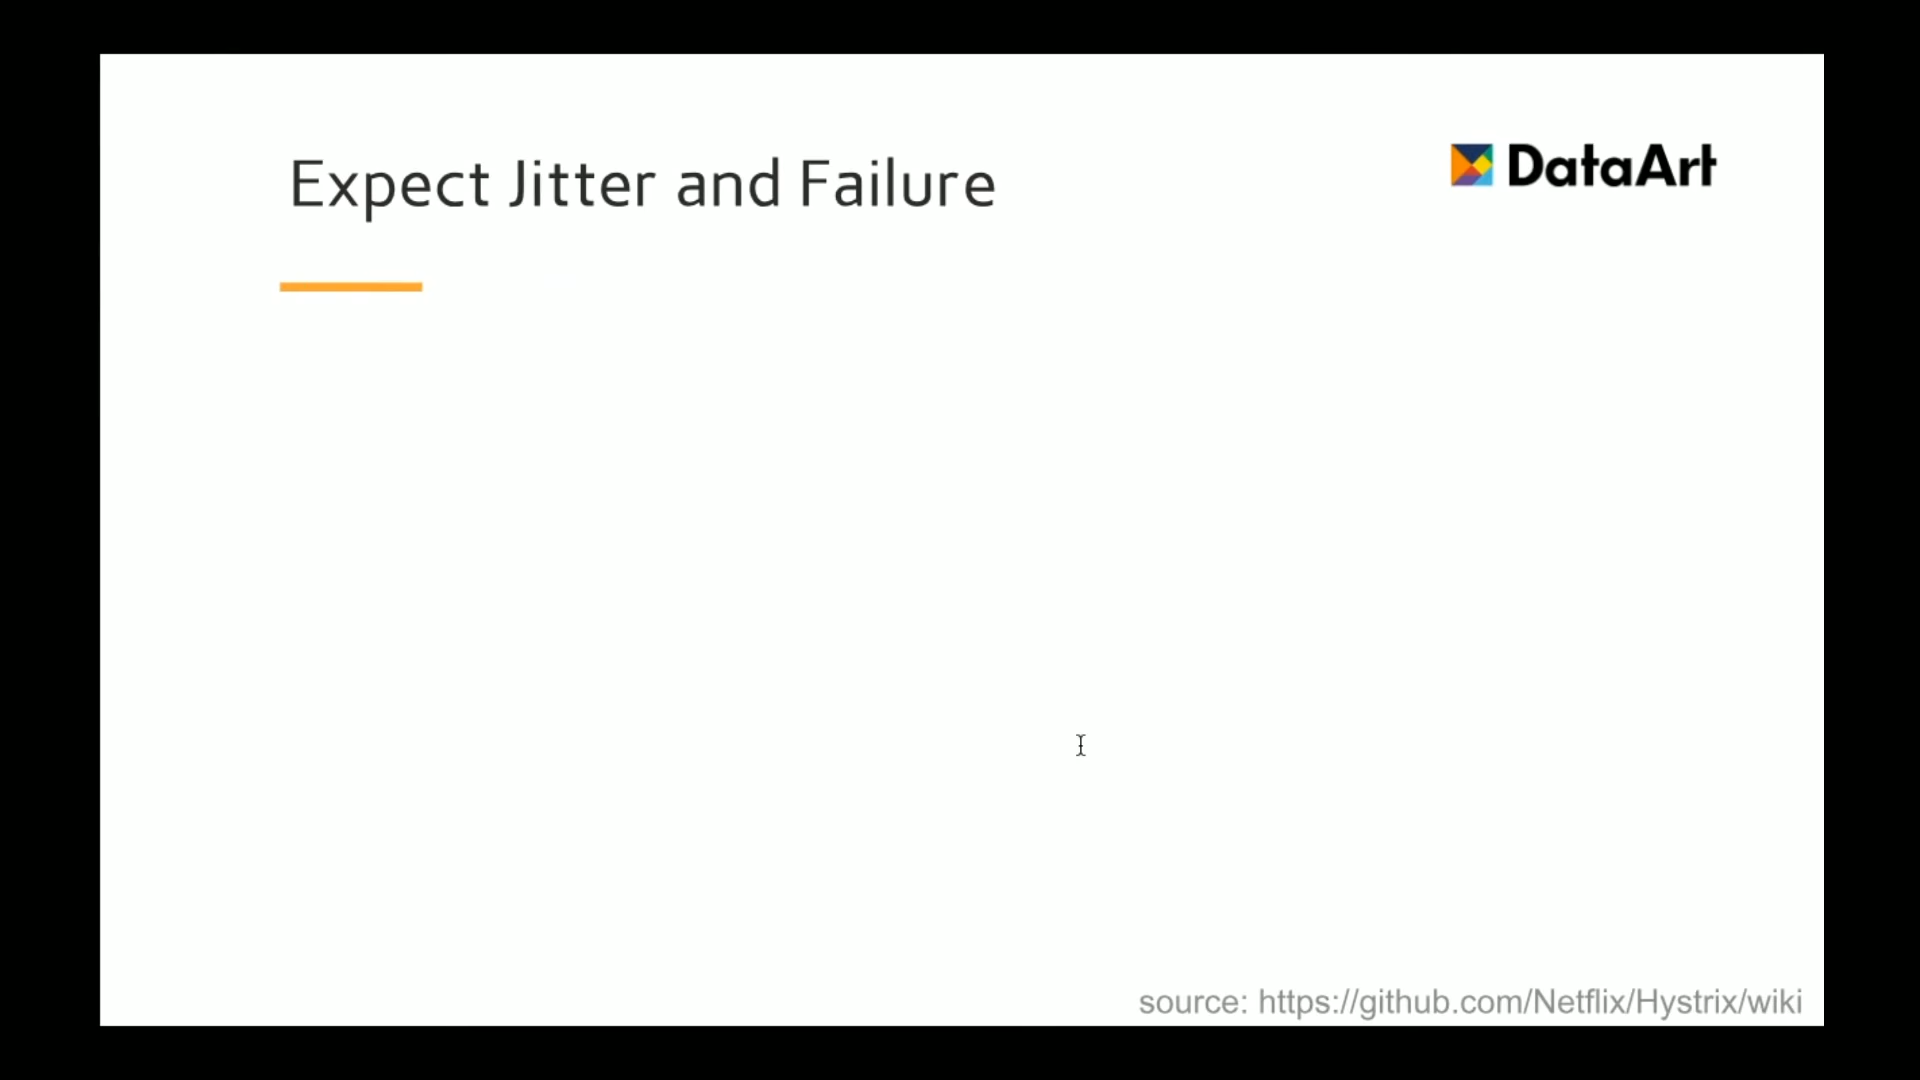 Expect Jitter and Failure
DataArt
source: https://github.com/Netflix/Hystrix/wiki